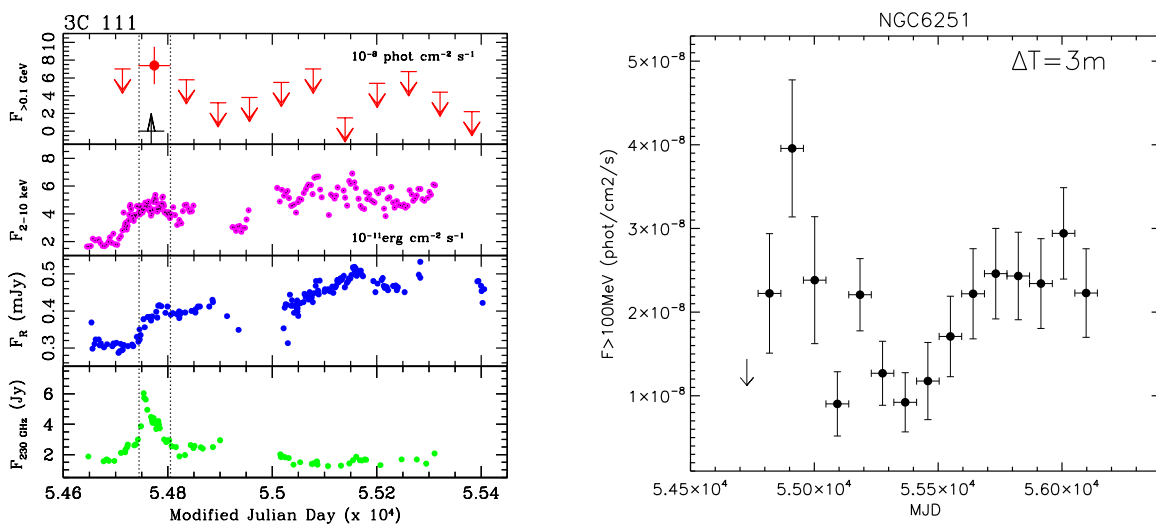 3C 111
F>0.1 GeV
0 2 4 6 8 10
10⁻⁸ phot cm⁻² s⁻¹
F2−10 keV
2 4 6 8
10⁻¹¹erg cm⁻² s⁻¹
FR (mJy)
0.3 0.4 0.5
F230 GHz (Jy)
2 4 6
5.46 5.48 5.5 5.52 5.54
Modified Julian Day (x 10⁴)
NGC6251
ΔT=3m
F>100MeV (phot/cm2/s)
5×10⁻⁸
4×10⁻⁸
3×10⁻⁸
2×10⁻⁸
1×10⁻⁸
5.45×10⁴ 5.50×10⁴ 5.55×10⁴ 5.60×10⁴
MJD